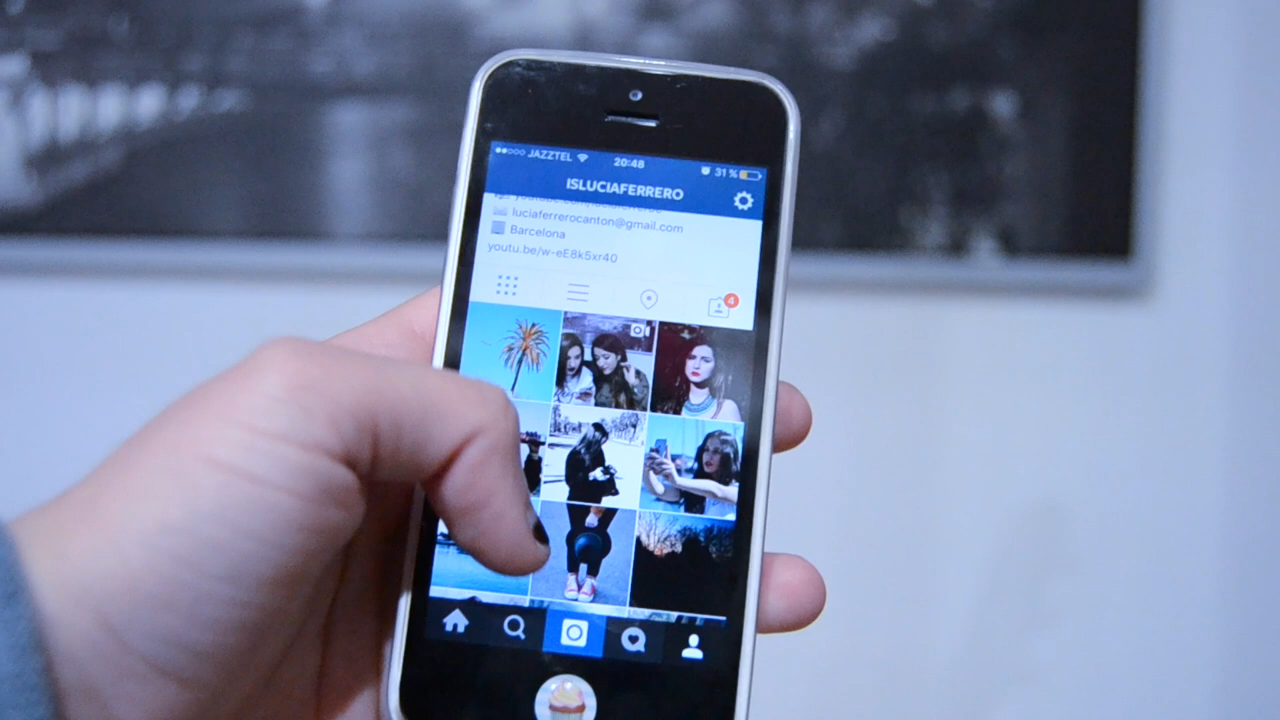 JAZZTEL 20:48 31 %
ISLUCIAFERRERO
luciaferrerocanton@gmail.com
Barcelona
youtu.be/w-eE8k5xr40
4